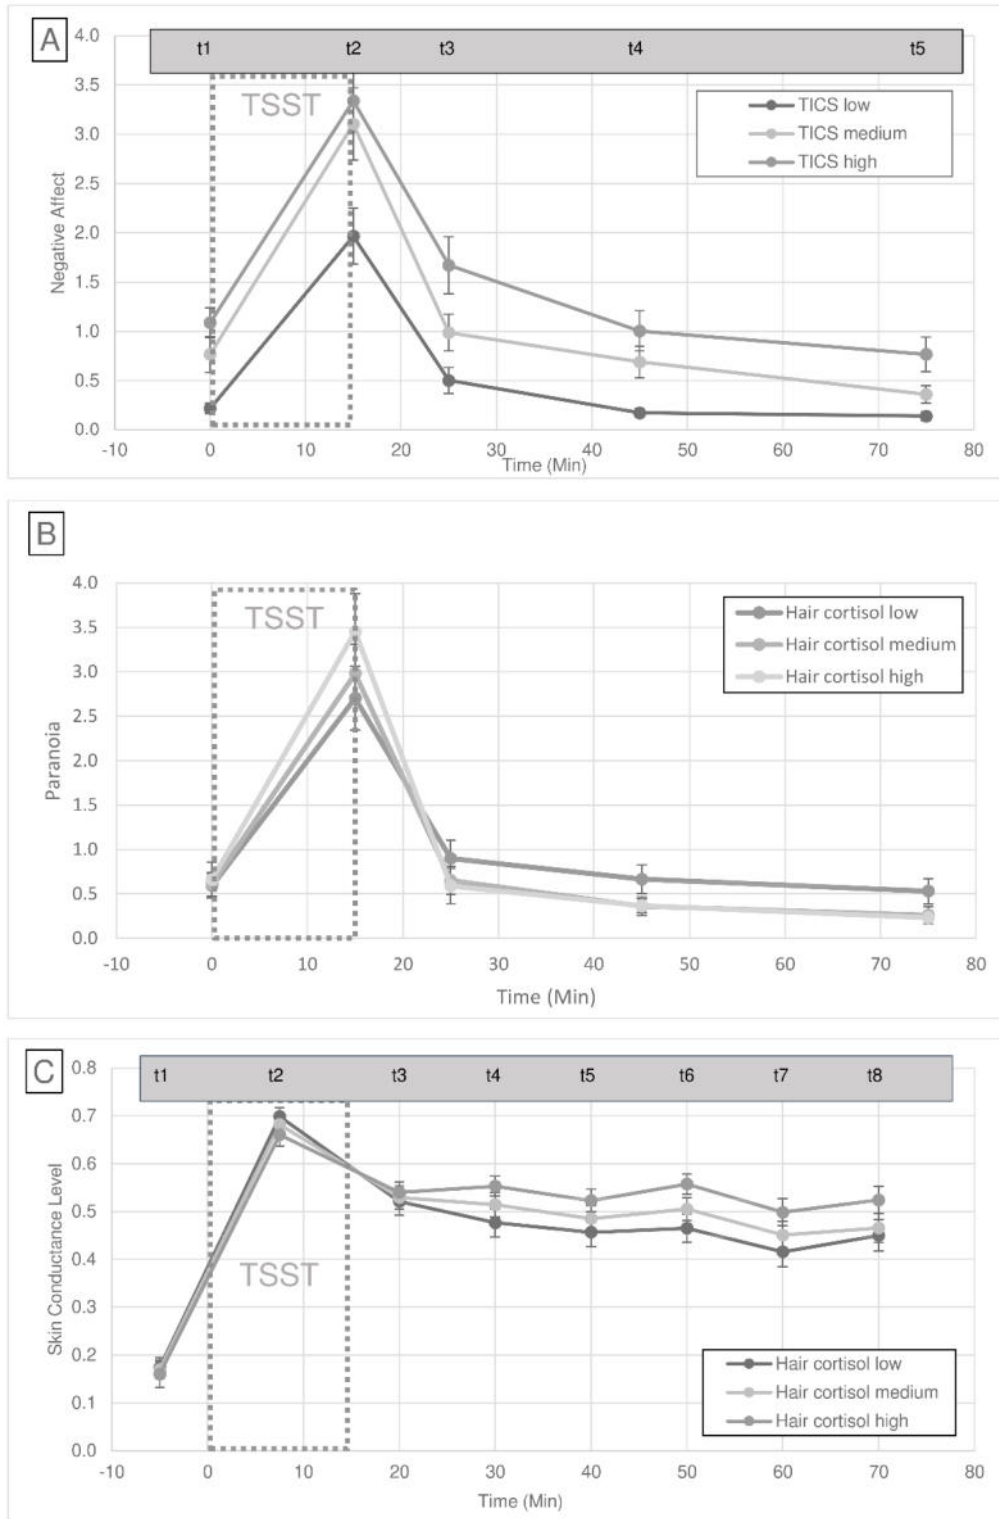 A
t1 t2 t3 t4 t5
4.0
3.5
3.0
2.5
2.0
1.5
1.0
0.5
0.0
Negative Affect
TSST
TICS low
TICS medium
TICS high
-10 0 10 20 30 40 50 60 70 80
Time (Min)
B
4.0
3.5
3.0
2.5
2.0
1.5
1.0
0.5
0.0
Paranoia
TSST
Hair cortisol low
Hair cortisol medium
Hair cortisol high
-10 0 10 20 30 40 50 60 70 80
Time (Min)
C
t1 t2 t3 t4 t5 t6 t7 t8
0.8
0.7
0.6
0.5
0.4
0.3
0.2
0.1
0.0
Skin Conductance Level
TSST
Hair cortisol low
Hair cortisol medium
Hair cortisol high
-10 0 10 20 30 40 50 60 70 80
Time (Min)